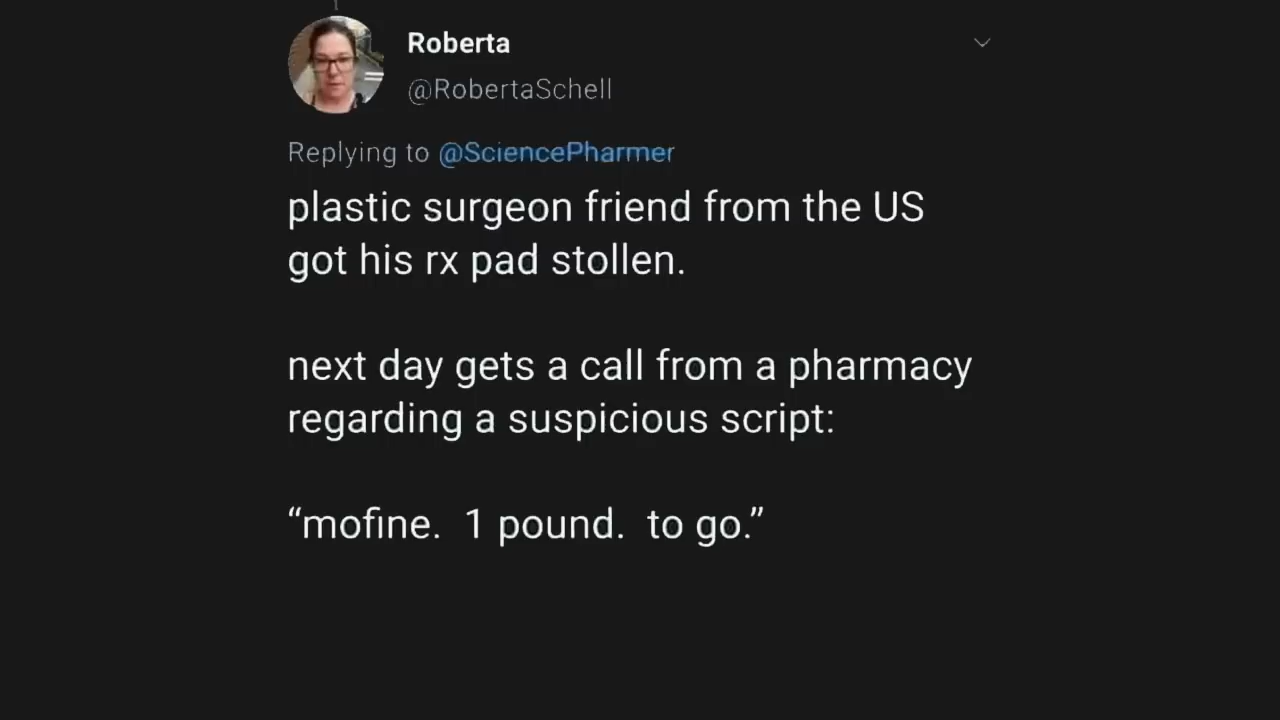 Roberta
@RobertaSchell
Replying to @SciencePharmer
plastic surgeon friend from the US
got his rx pad stollen.
next day gets a call from a pharmacy
regarding a suspicious script:
“mofine.  1 pound.  to go.”